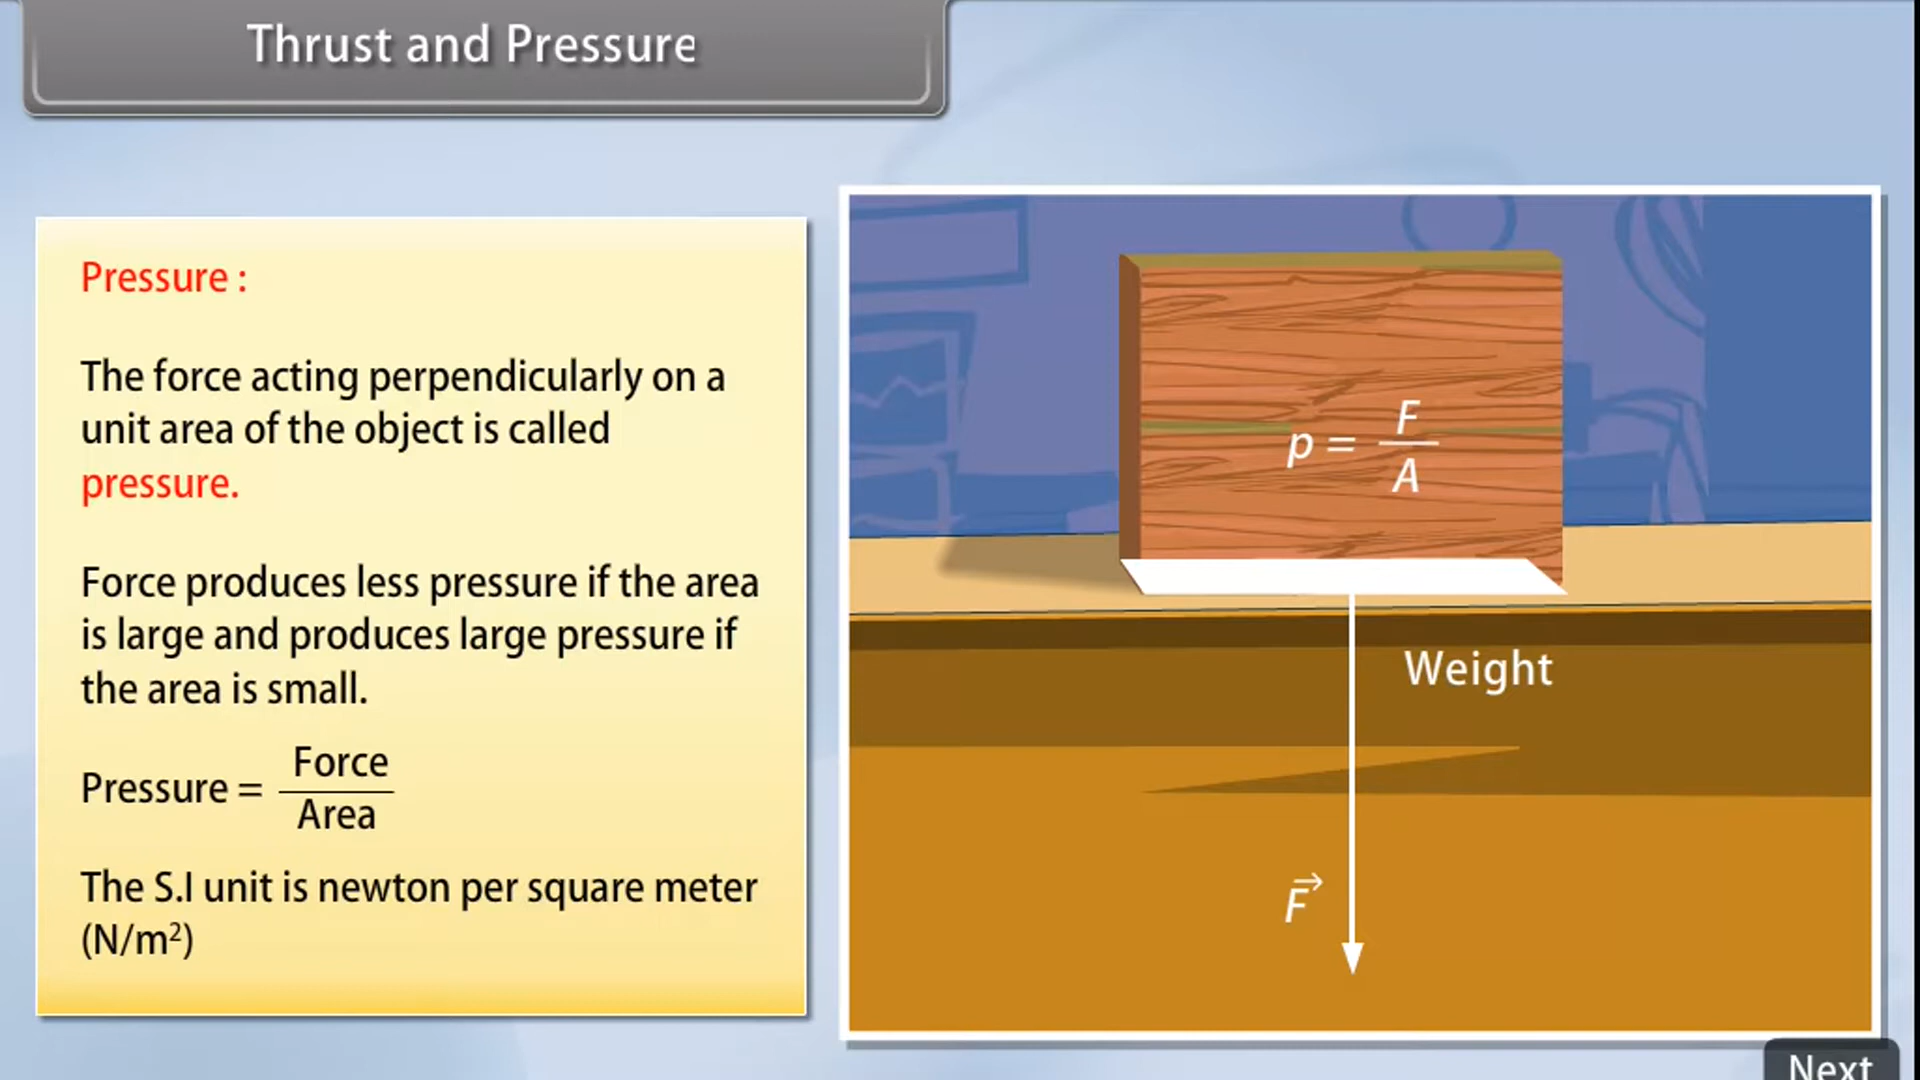 Thrust and Pressure
Pressure :
The force acting perpendicularly on a
unit area of the object is called
pressure.
Force produces less pressure if the area
is large and produces large pressure if
the area is small.
Pressure = Force
Area
The S.I unit is newton per square meter
(N/m²)
p = F
A
Weight
F→
Next